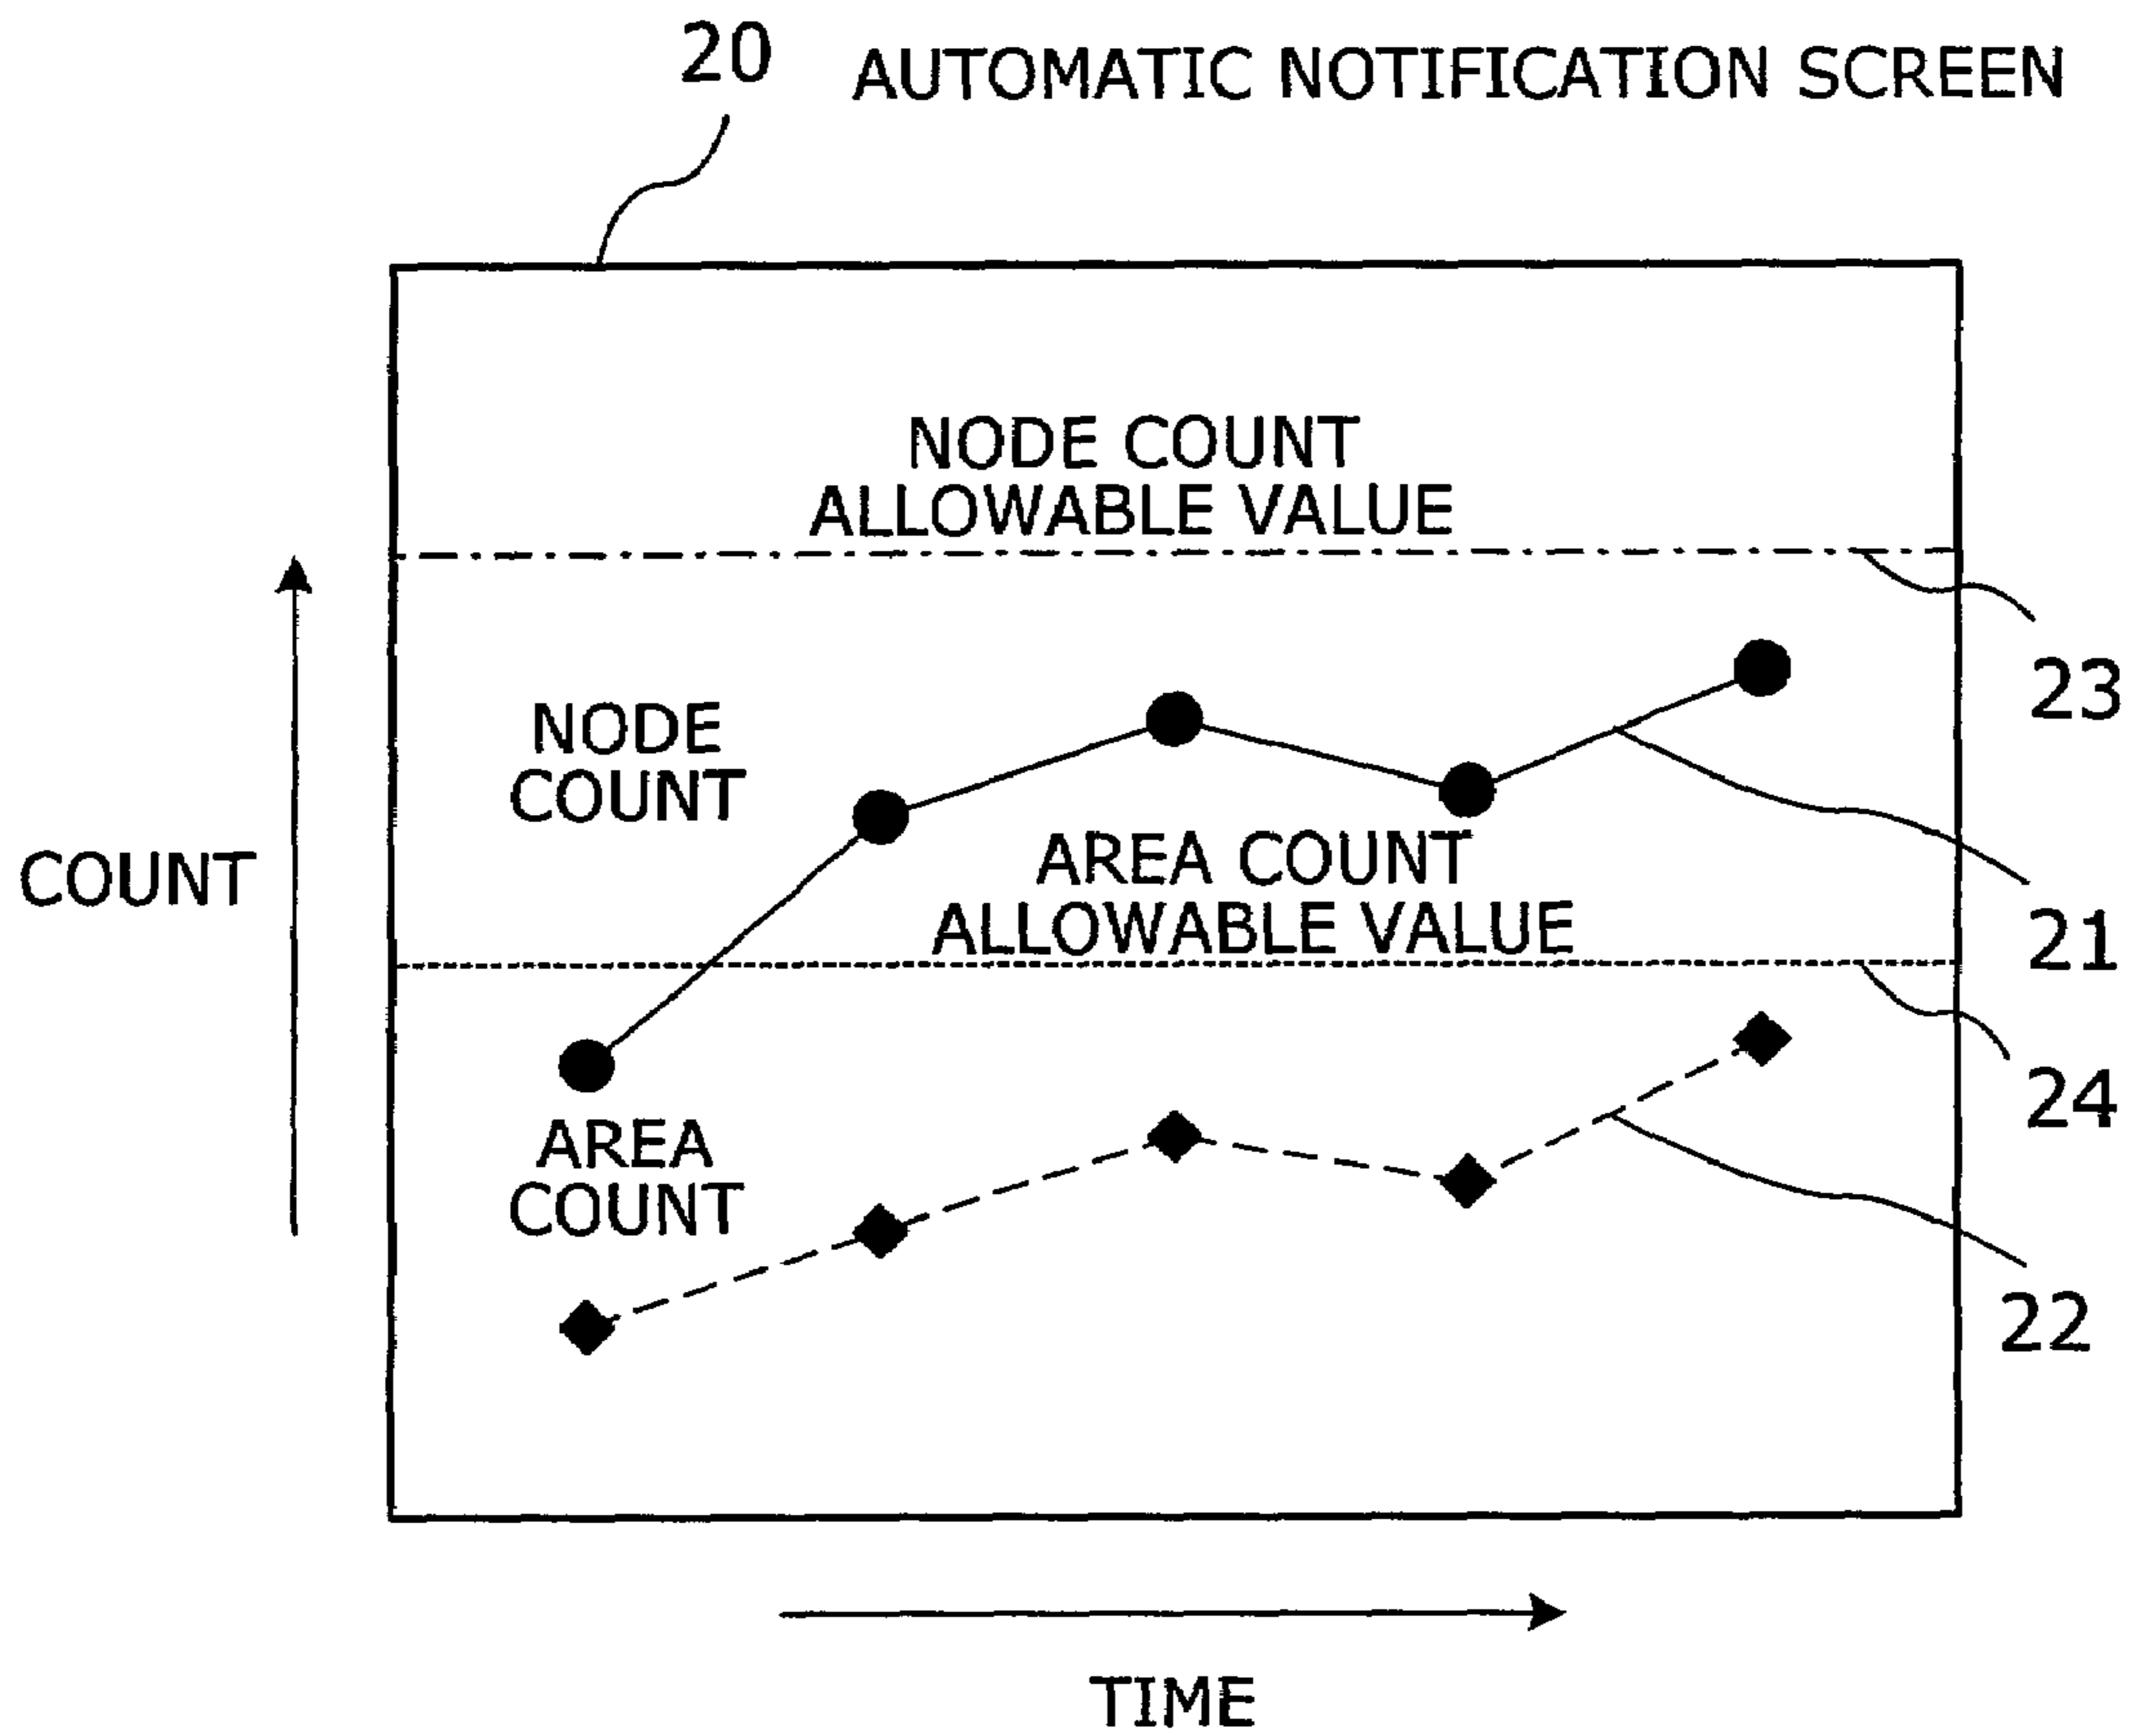 20
AUTOMATIC NOTIFICATION SCREEN
NODE COUNT
ALLOWABLE VALUE
23
NODE
COUNT
AREA COUNT
ALLOWABLE VALUE
COUNT
21
24
AREA
COUNT
22
TIME